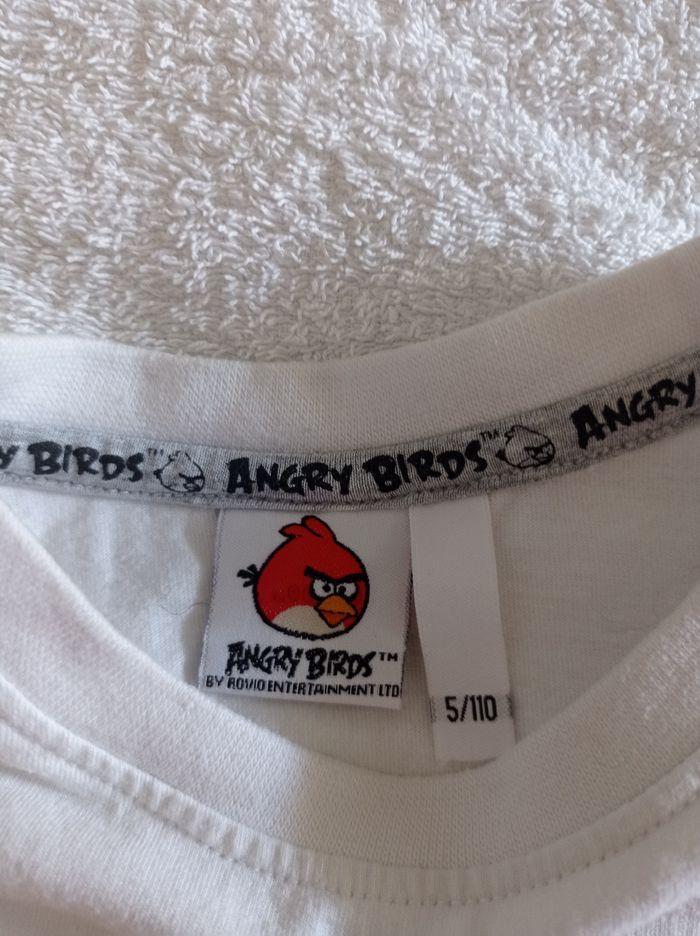 Y BIRDS™ ANGRY BIRDS™ ANGRY
ANGRY BIRDS™
BY ROVIO ENTERTAINMENT LTD
5/110